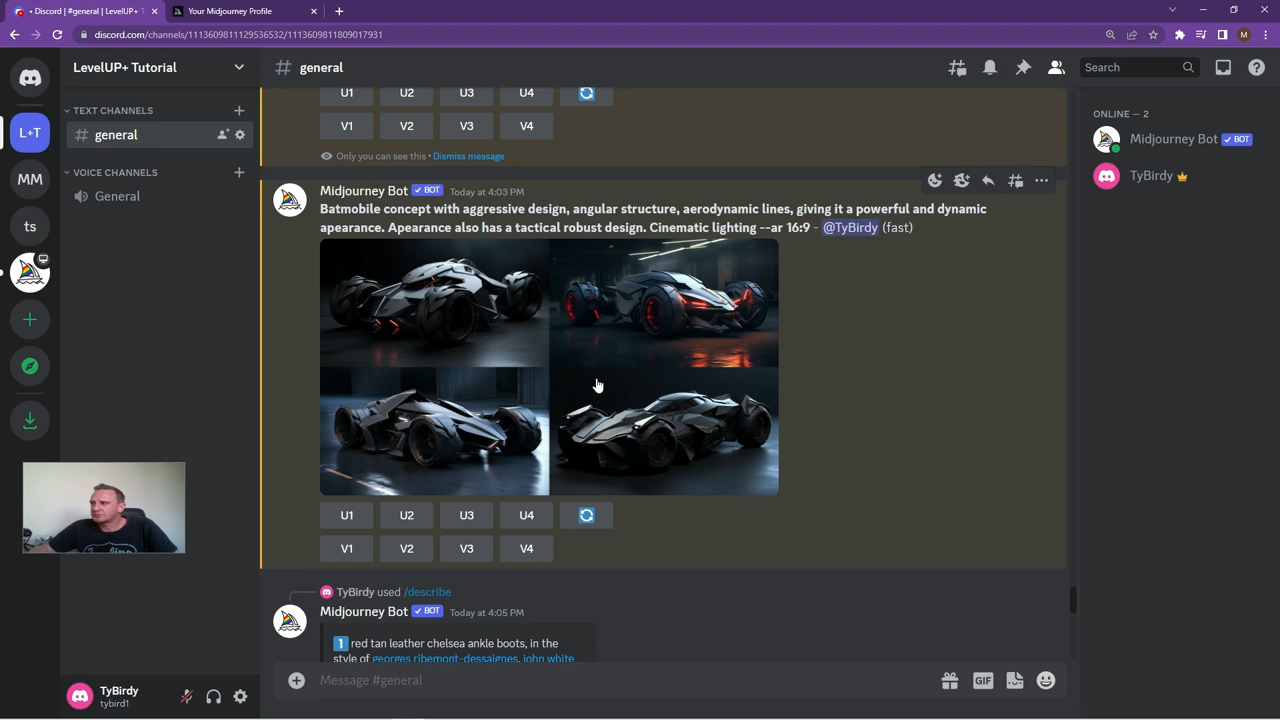 • Discord | #general | LevelUP+ T
Your Midjourney Profile
discord.com/channels/1113609811129536532/1113609811809017931
M
LevelUP+ Tutorial
general
Search
TEXT CHANNELS
general
VOICE CHANNELS
General
L+T
MM
ts
U1 U2 U3 U4
V1 V2 V3 V4
Only you can see this • Dismiss message
Midjourney Bot BOT Today at 4:03 PM
Batmobile concept with aggressive design, angular structure, aerodynamic lines, giving it a powerful and dynamic
apearance. Apearance also has a tactical robust design. Cinematic lighting --ar 16:9 - @TyBirdy (fast)
U1 U2 U3 U4
V1 V2 V3 V4
TyBirdy used /describe
Midjourney Bot BOT Today at 4:05 PM
1 red tan leather chelsea ankle boots, in the
style of georges ribemont-dessaignes, john white
Message #general
GIF
TyBirdy
tybird1
ONLINE — 2
Midjourney Bot BOT
TyBirdy